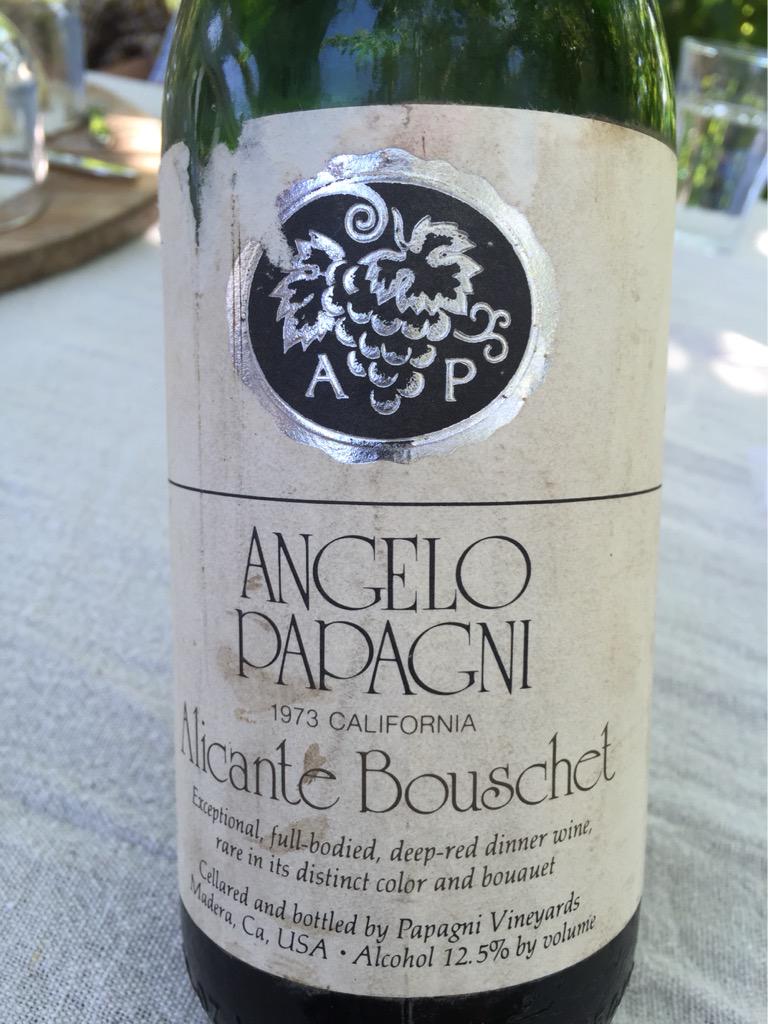 A P
ANGELO
PAPAGNI
1973 CALIFORNIA
Alicante Bouschet
Exceptional, full-bodied, deep-red dinner wine,
rare in its distinct color and bouquet
Cellared and bottled by Papagni Vineyards
Madera, Ca, USA • Alcohol 12.5% by volume